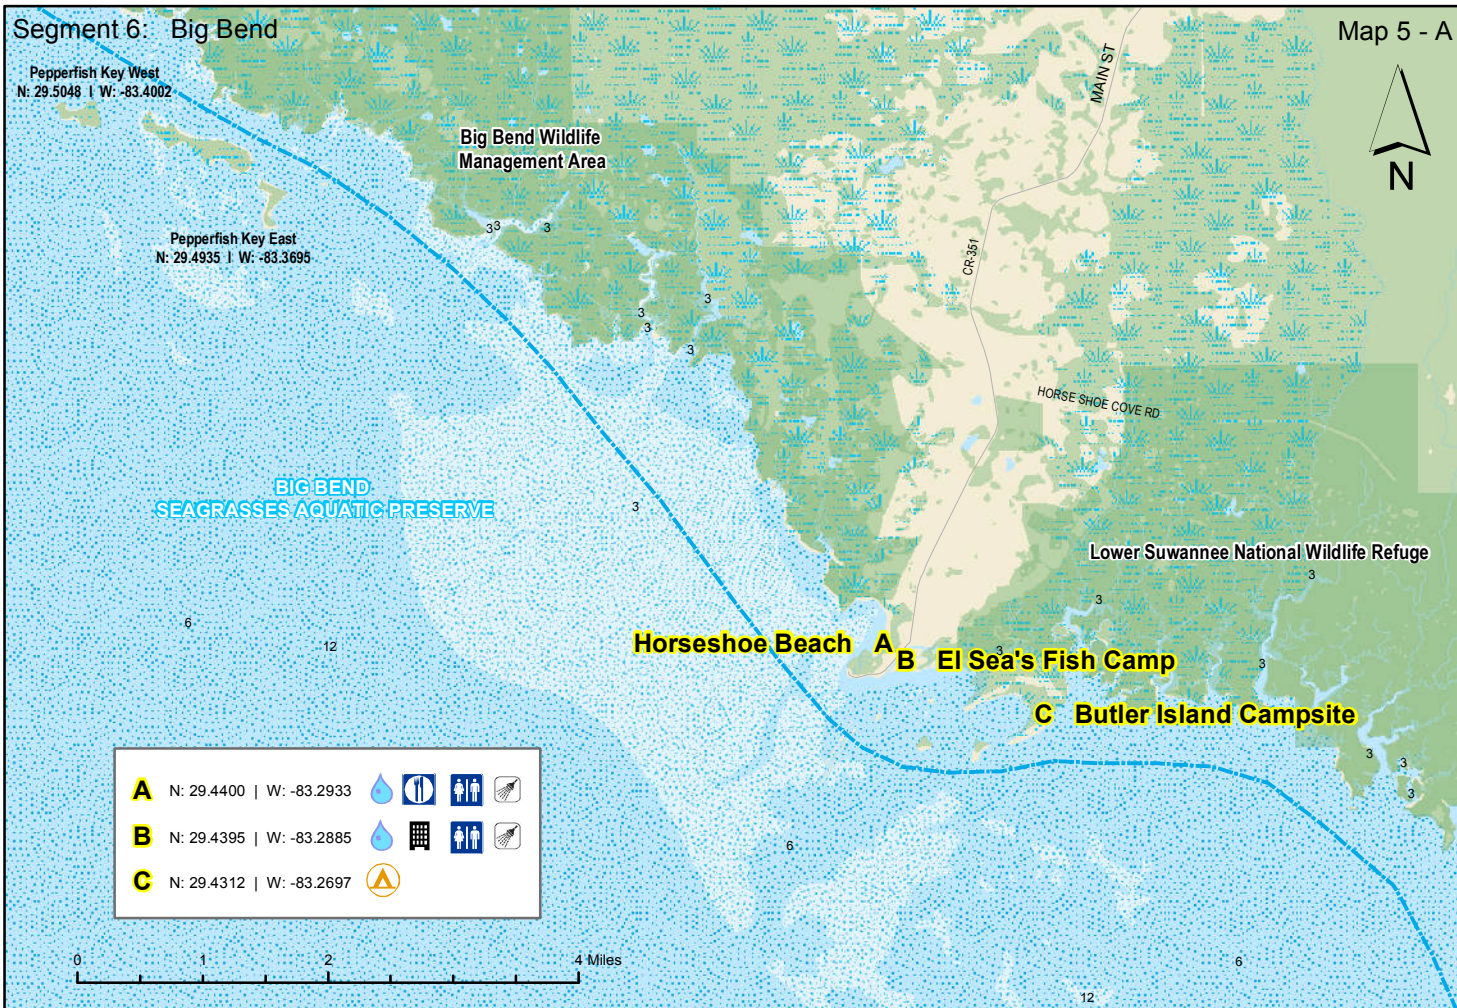 Segment 6:   Big Bend
Map 5 - A
Pepperfish Key West
N: 29.5048  |  W: -83.4002
Big Bend Wildlife
Management Area
MAIN ST
N
33
3
Pepperfish Key East
N: 29.4935  |  W: -83.3695
CR-351
3
3
3
3
HORSE SHOE COVE RD
BIG BEND
SEAGRASSES AQUATIC PRESERVE
3
Lower Suwannee National Wildlife Refuge
3
3
6
12
Horseshoe Beach   A
3
B   El Sea's Fish Camp
3
C   Butler Island Campsite
3
3
3
A   N: 29.4400  |  W: -83.2933
B   N: 29.4395  |  W: -83.2885
C   N: 29.4312  |  W: -83.2697
6
0   1   2   4 Miles
6
12